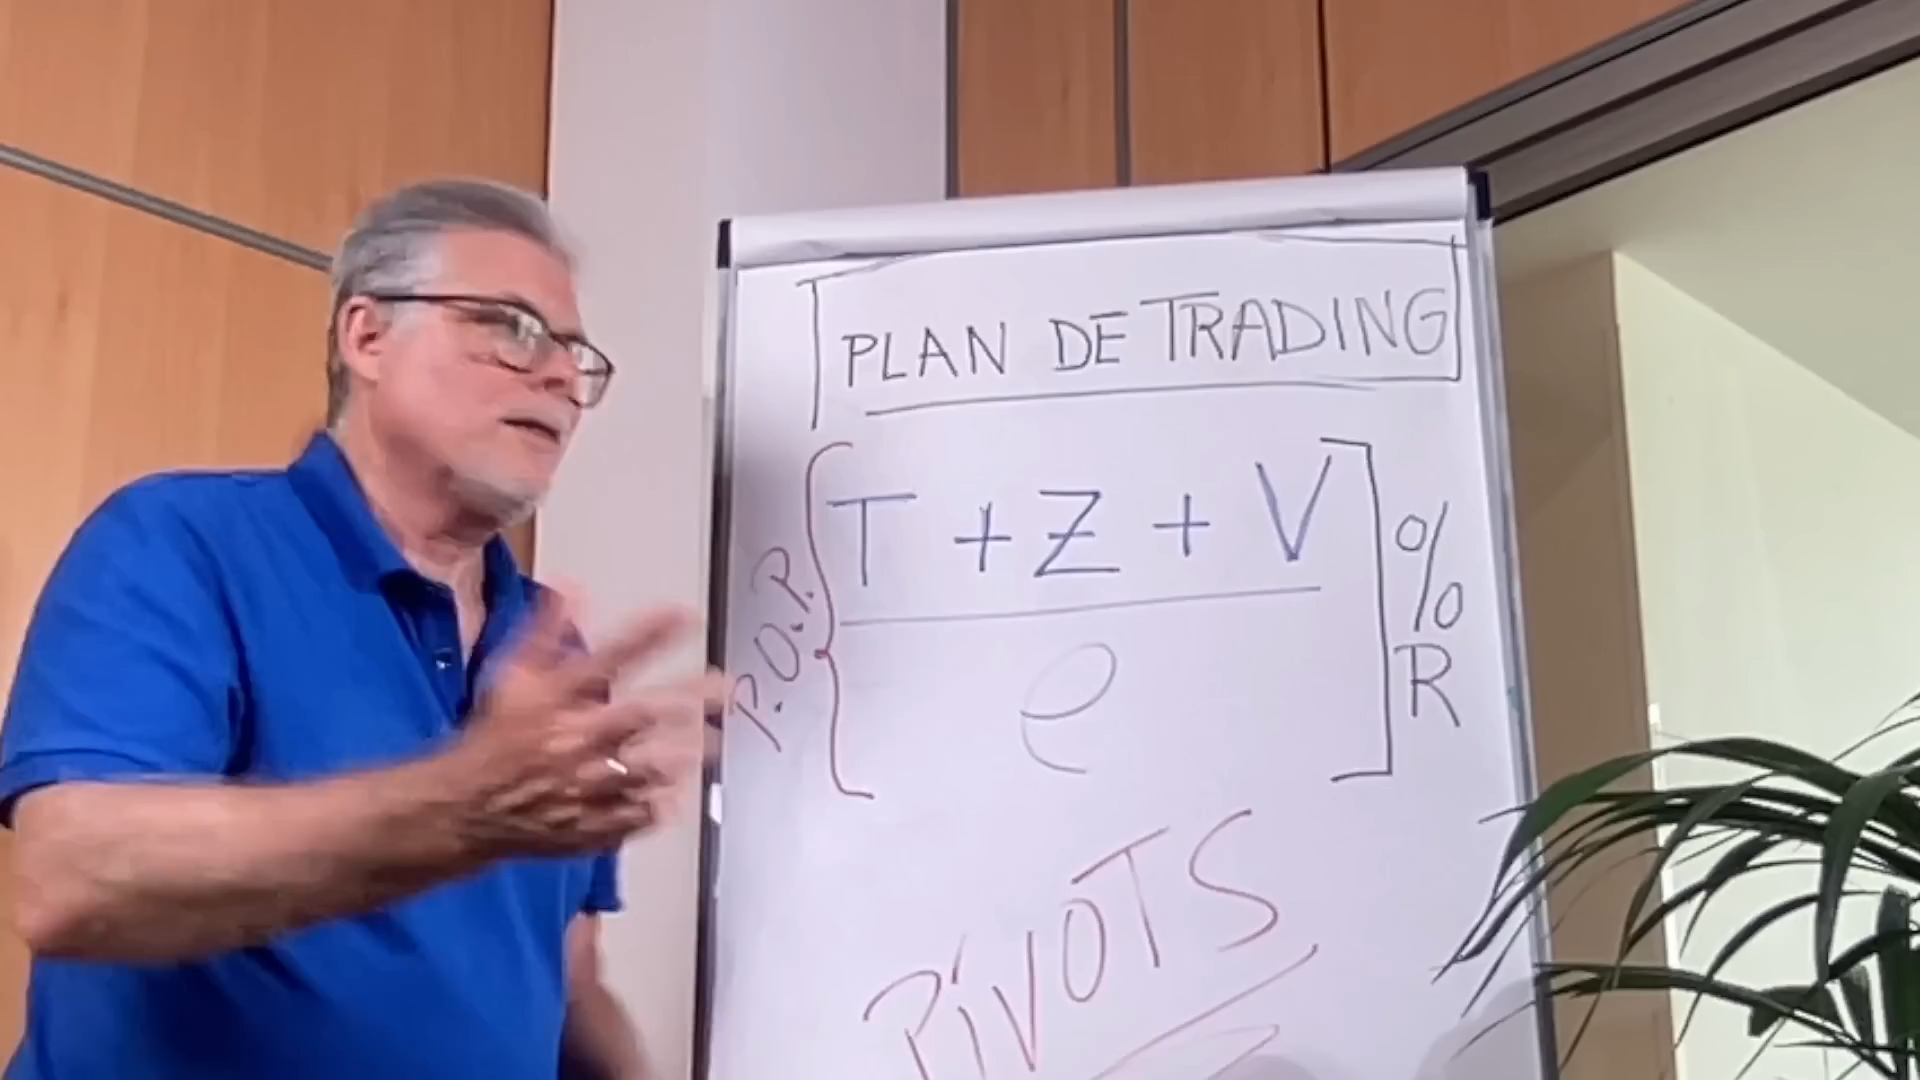 PLAN DE TRADING
P.O.P. { T + Z + V ] % R
e
PiVOTS